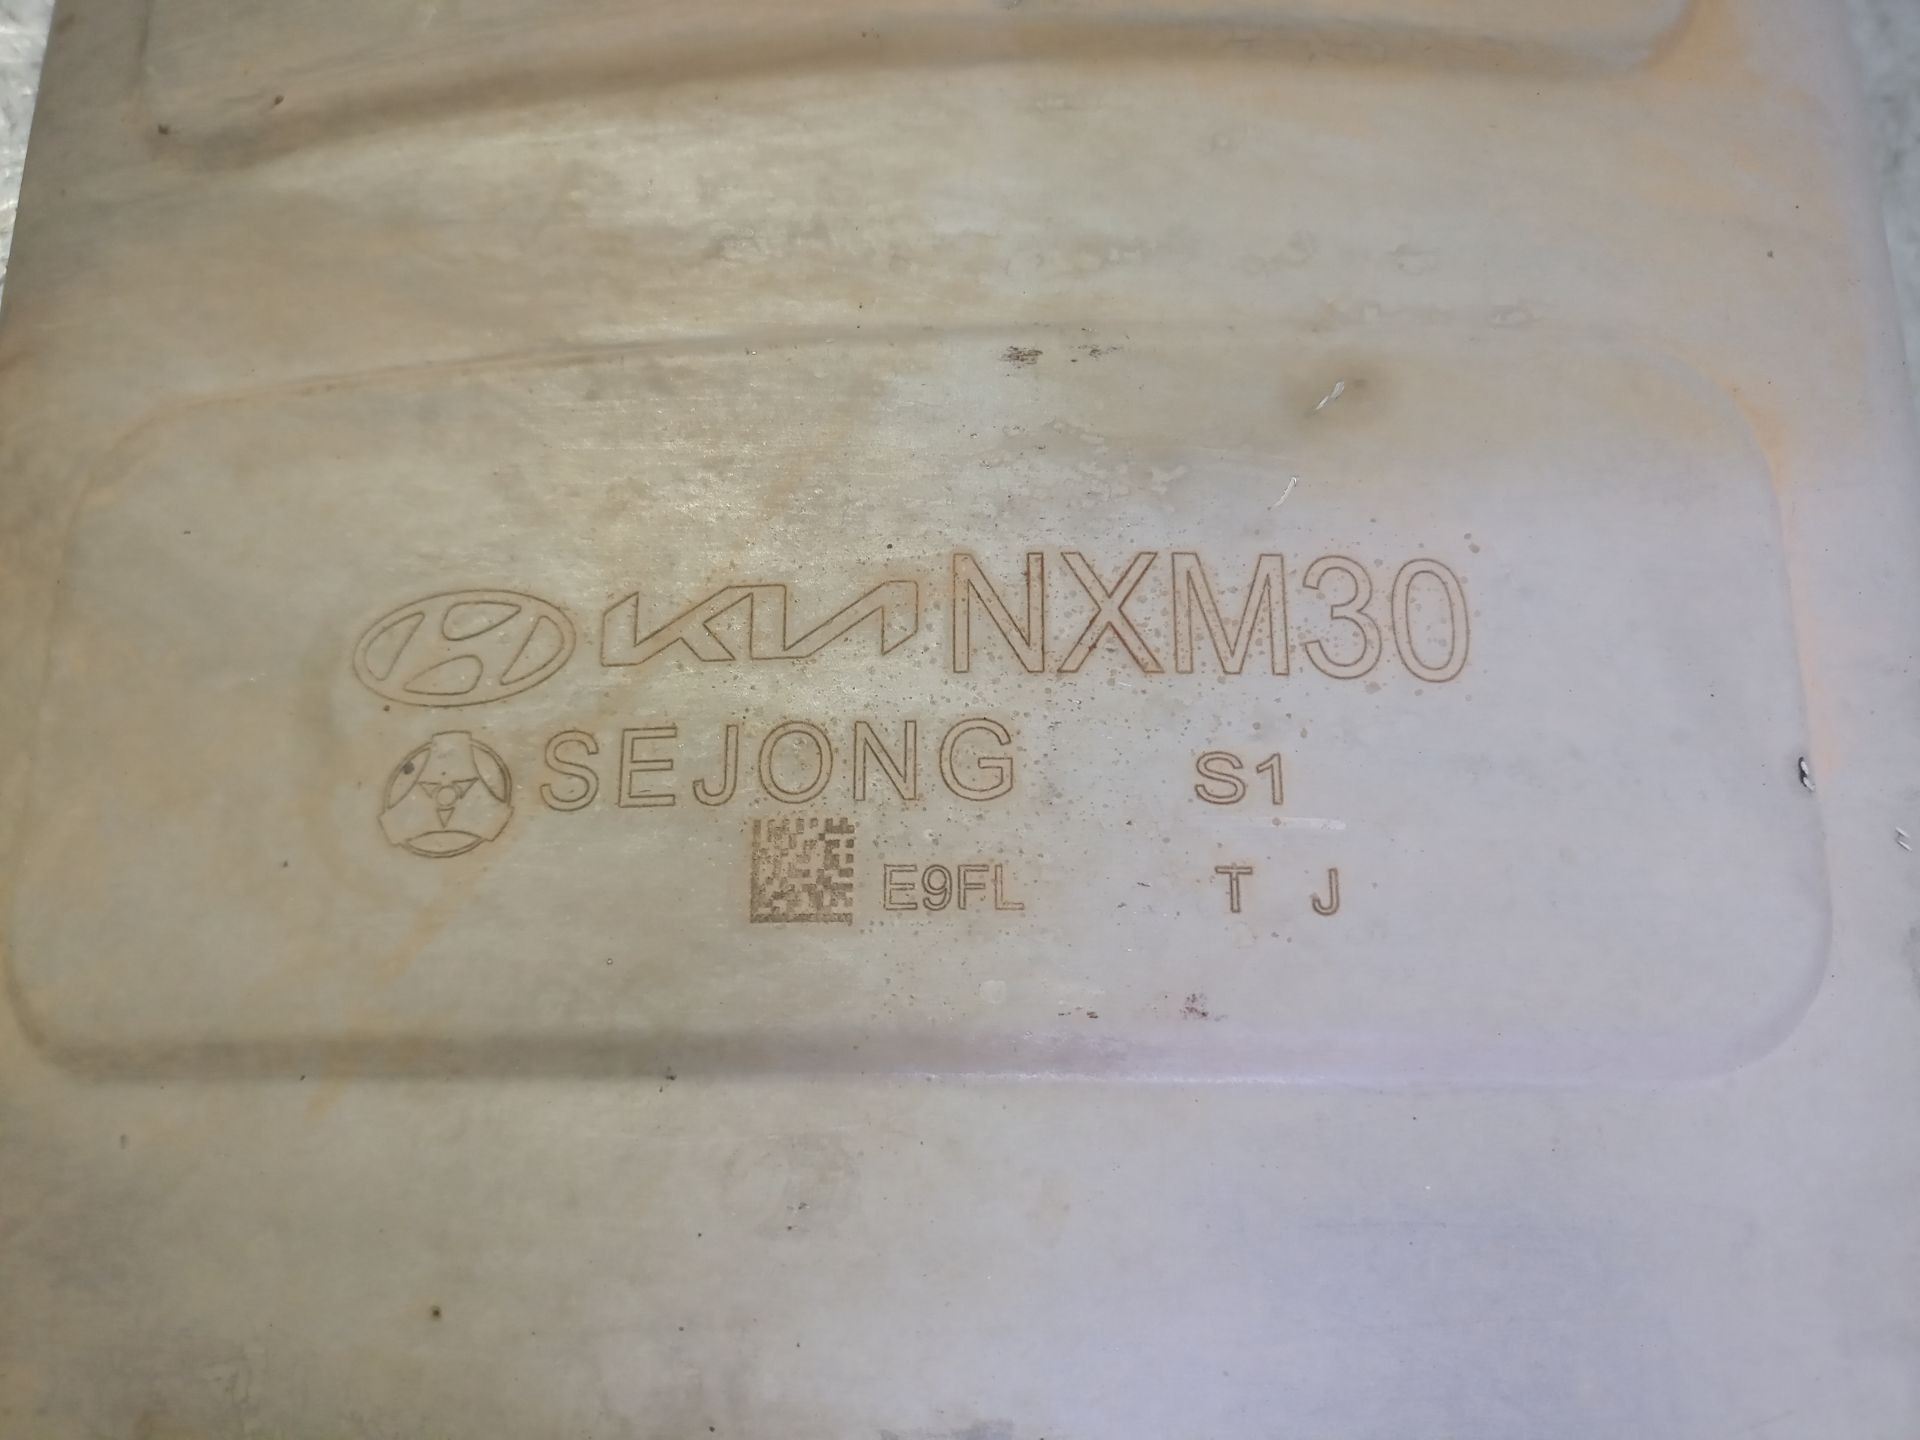 KIA NXM30
SEJONG S1
E9FL T J